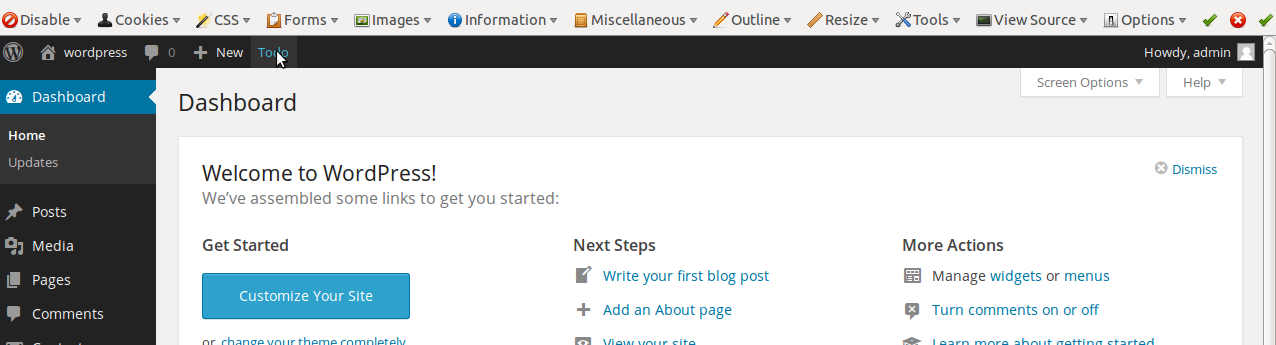 Disable Cookies CSS Forms Images Information Miscellaneous Outline Resize Tools View Source Options
wordpress 0 New Todo Howdy, admin
Dashboard
Home
Updates
Posts
Media
Pages
Comments
Screen Options Help
Dashboard
Welcome to WordPress! Dismiss
We've assembled some links to get you started:
Get Started
Customize Your Site
or, change your theme completely
Next Steps
Write your first blog post
Add an About page
View your site
More Actions
Manage widgets or menus
Turn comments on or off
Learn more about getting started